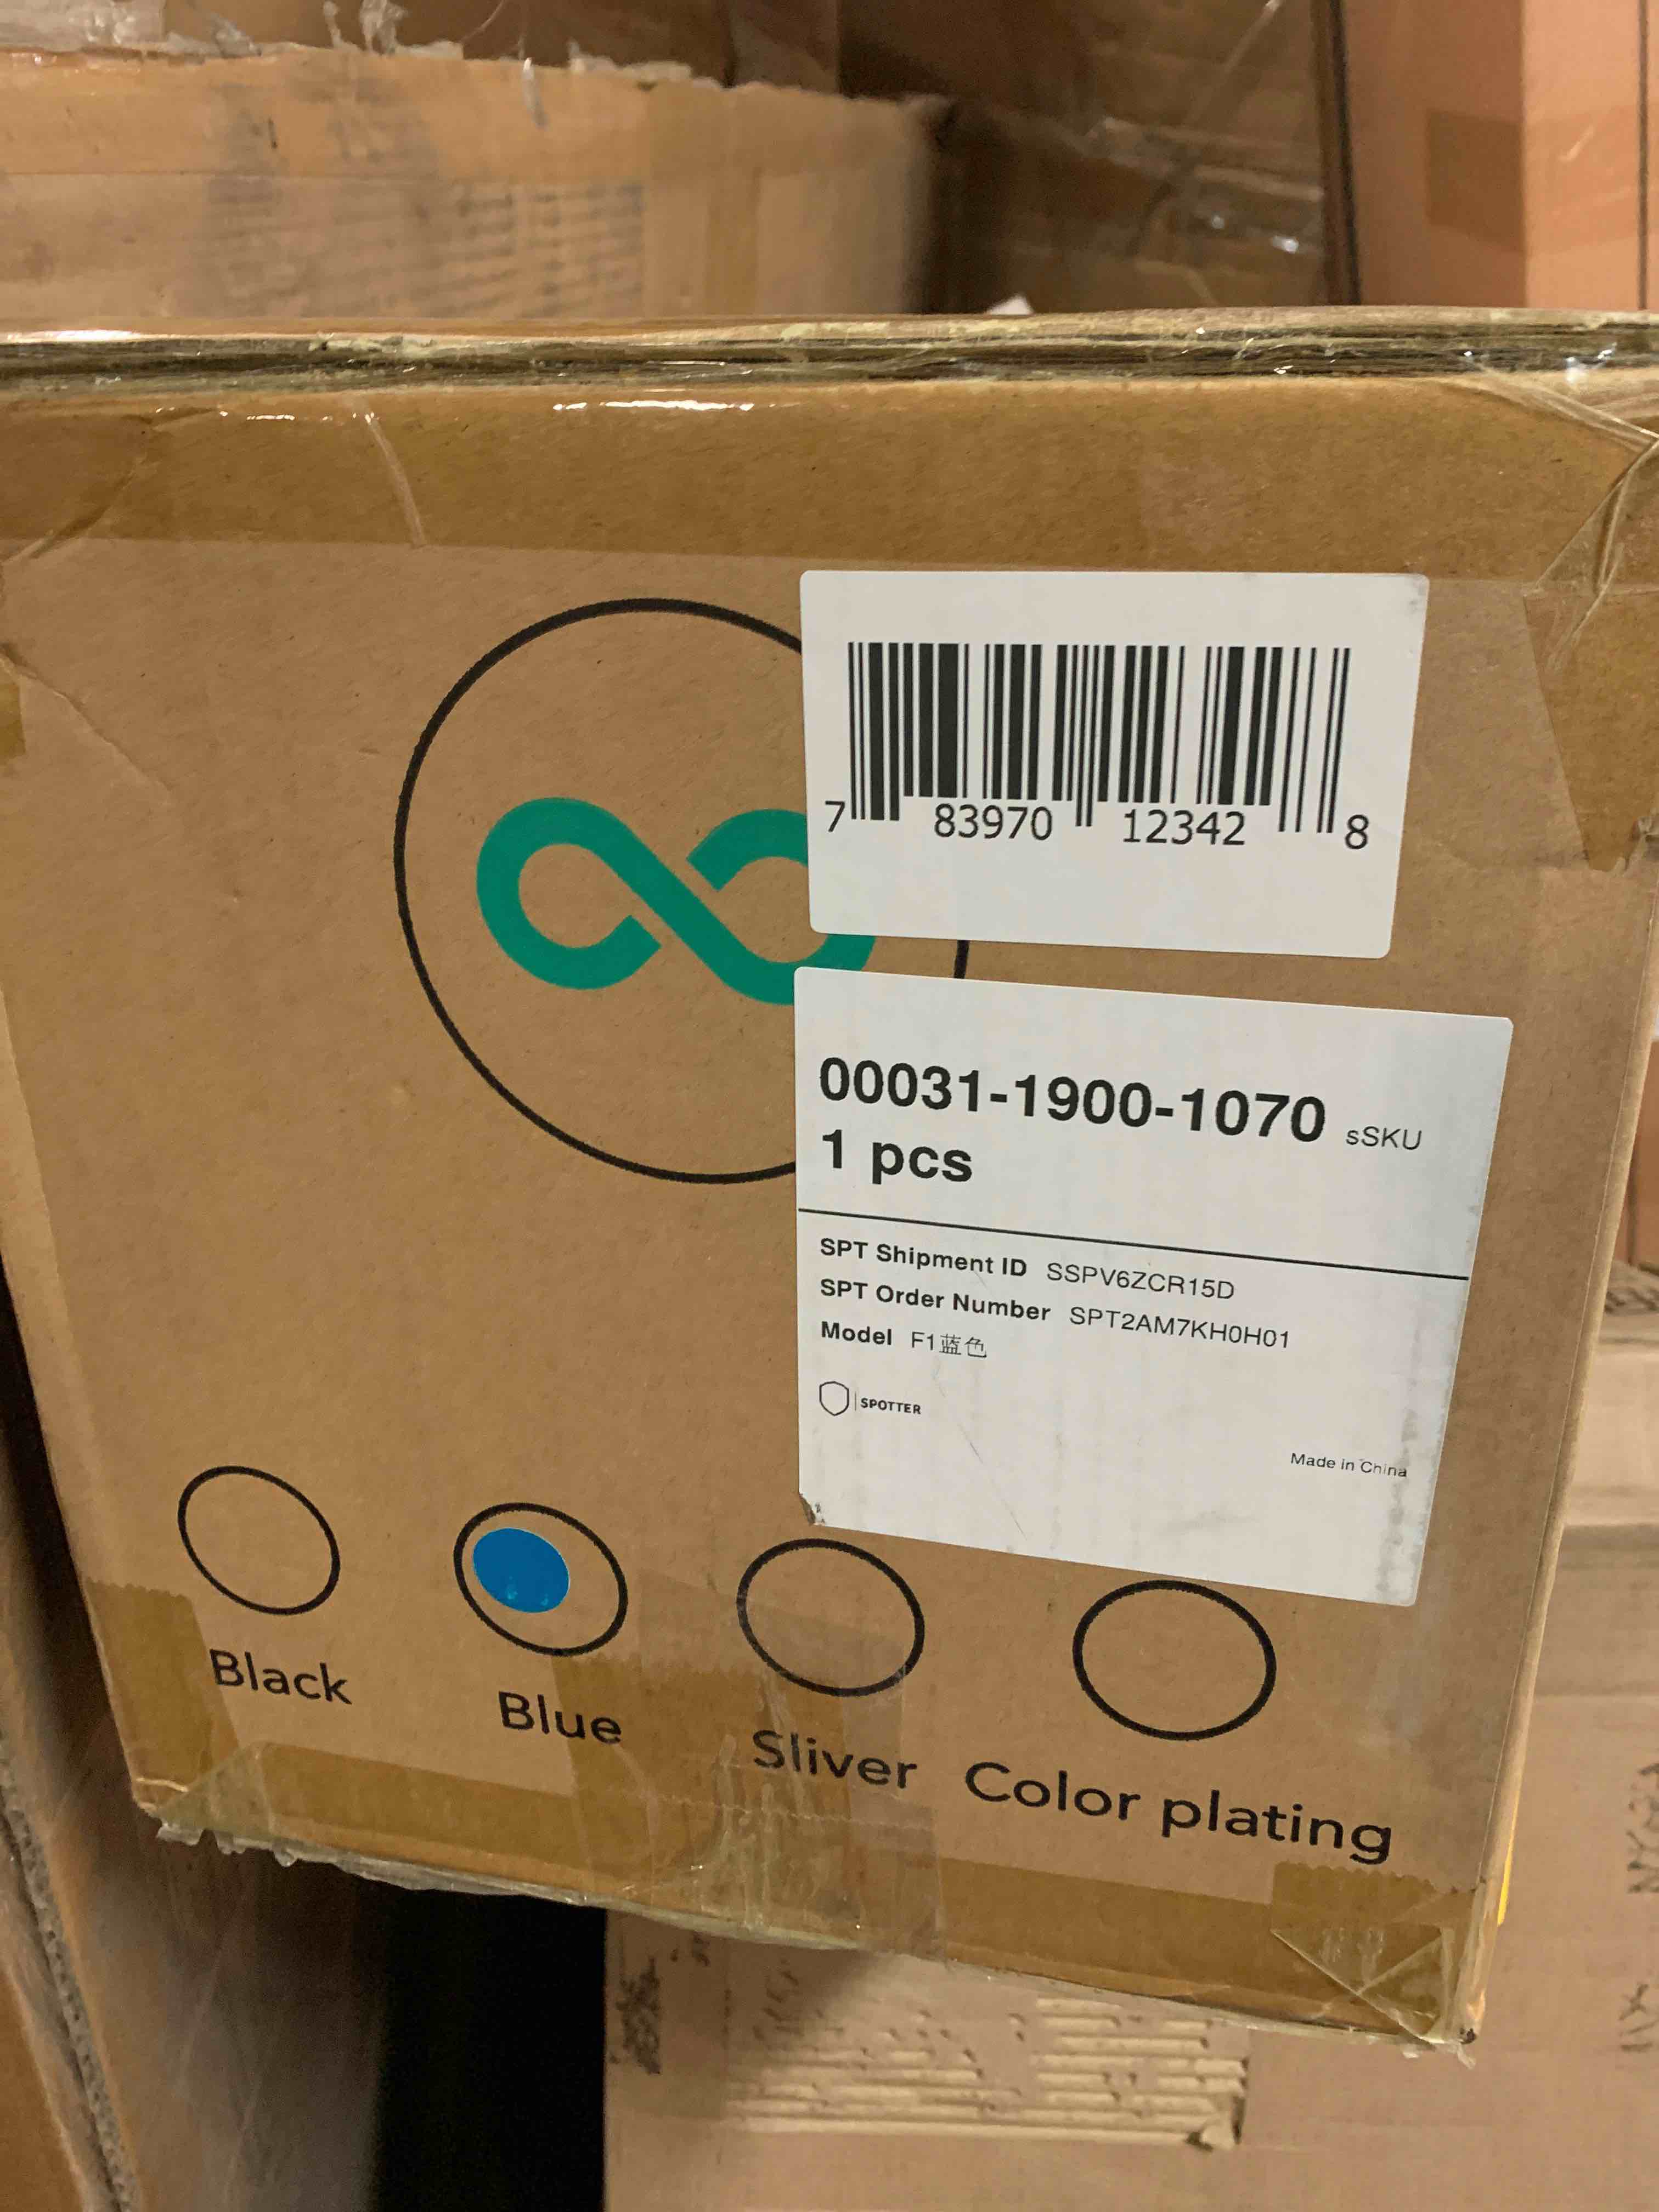 7 83970 12342 8
00031-1900-1070 sSKU
1 pcs
SPT Shipment ID SSPV6ZCR15D
SPT Order Number SPT2AM7KH0H01
Model F1蓝色
SPOTTER
Made in China
Black
Blue
Sliver
Color plating